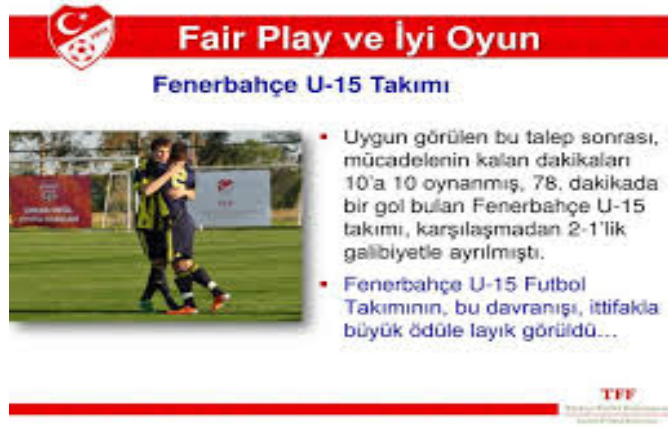 Fair Play ve İyi Oyun
Fenerbahçe U-15 Takımı
Uygun görülen bu talep sonrası,
mücadelenin kalan dakikaları
10'a 10 oynanmış, 78. dakikada
bir gol bulan Fenerbahçe U-15
takımı, karşılaşmadan 2-1'lik
galibiyetle ayrılmıştı.
Fenerbahçe U-15 Futbol
Takımının, bu davranışı, ittifakla
büyük ödüle layık görüldü…
TFF